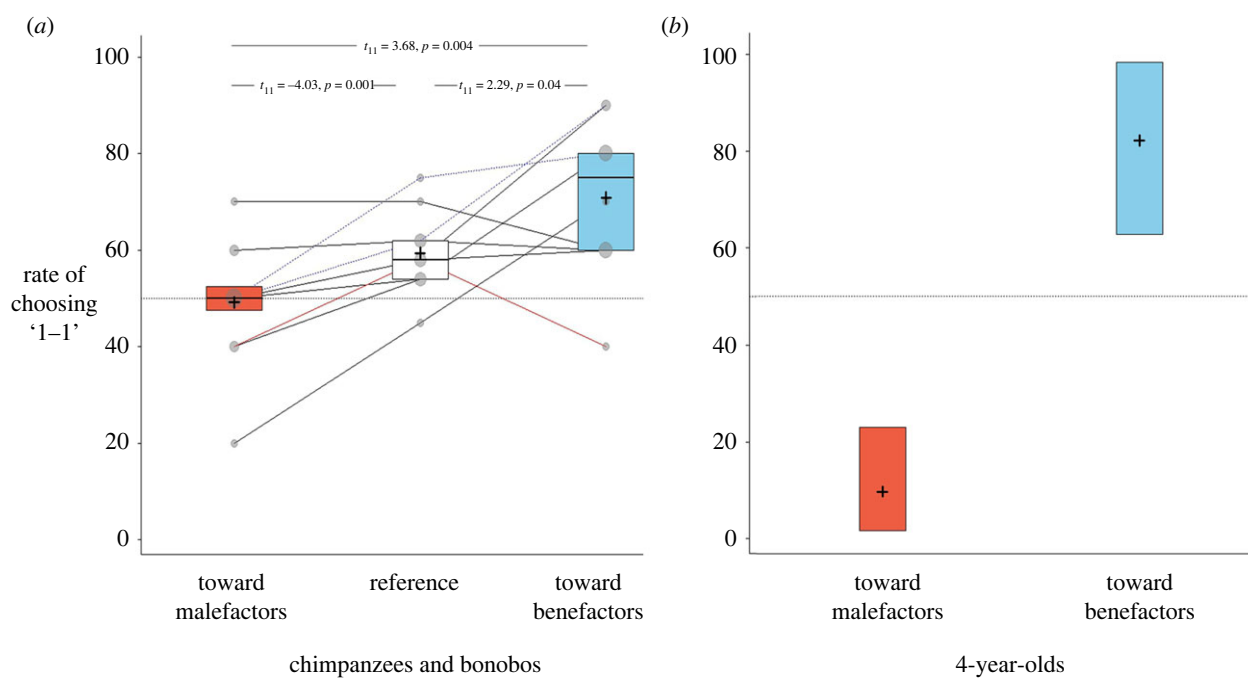 (a)
(b)
t11 = 3.68, p = 0.004
t11 = –4.03, p = 0.001
t11 = 2.29, p = 0.04
100
80
60
40
20
0
rate of
choosing
‘1–1’
toward
malefactors
reference
toward
benefactors
chimpanzees and bonobos
100
80
60
40
20
0
toward
malefactors
toward
benefactors
4-year-olds